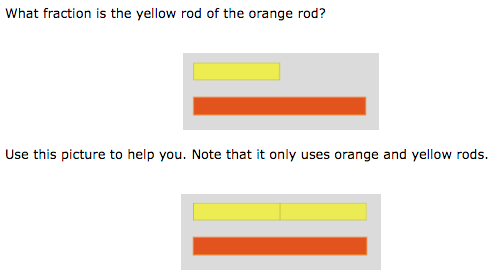 What fraction is the yellow rod of the orange rod?
Use this picture to help you. Note that it only uses orange and yellow rods.